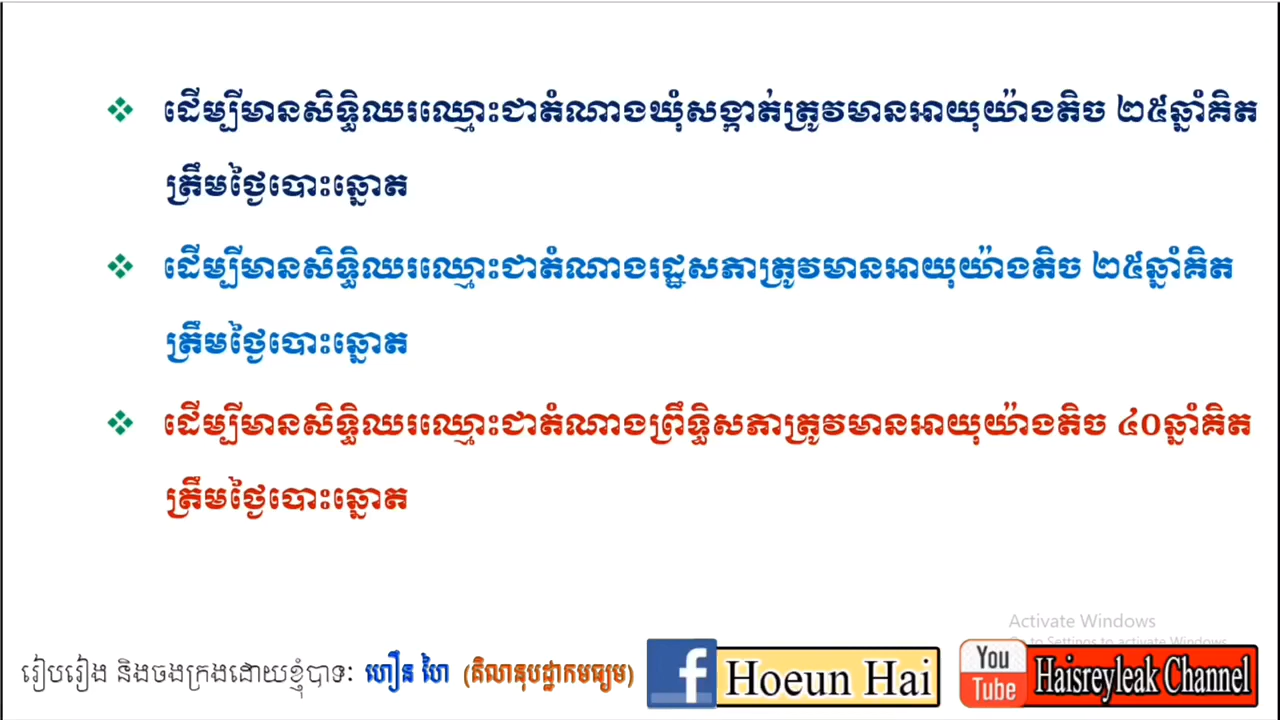 ដើម្បីមានសិទ្ធិឈរឈ្មោះជាតំណាងឃុំសង្កាត់ត្រូវមានអាយុយ៉ាងតិច ២៥ឆ្នាំគិត
ត្រឹមថ្ងៃបោះឆ្នោត
ដើម្បីមានសិទ្ធិឈរឈ្មោះជាតំណាងរដ្ឋសភាត្រូវមានអាយុយ៉ាងតិច ២៥ឆ្នាំគិត
ត្រឹមថ្ងៃបោះឆ្នោត
ដើម្បីមានសិទ្ធិឈរឈ្មោះជាតំណាងព្រឹទ្ធិសភាត្រូវមានអាយុយ៉ាងតិច ៤០ឆ្នាំគិត
ត្រឹមថ្ងៃបោះឆ្នោត
Activate Windows
Go to Settings to activate Windows.
រៀបរៀង និងចងក្រងដោយខ្ញុំបាទៈ ហឿន ហៃ (គិលានុបដ្ឋាកមធ្យម) f Hoeun Hai You Tube Haisreyleak Channel